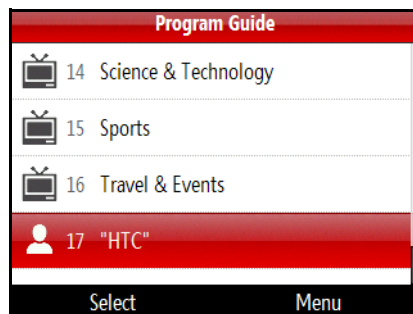 Program Guide
14 Science & Technology
15 Sports
16 Travel & Events
17 "HTC"
Select Menu